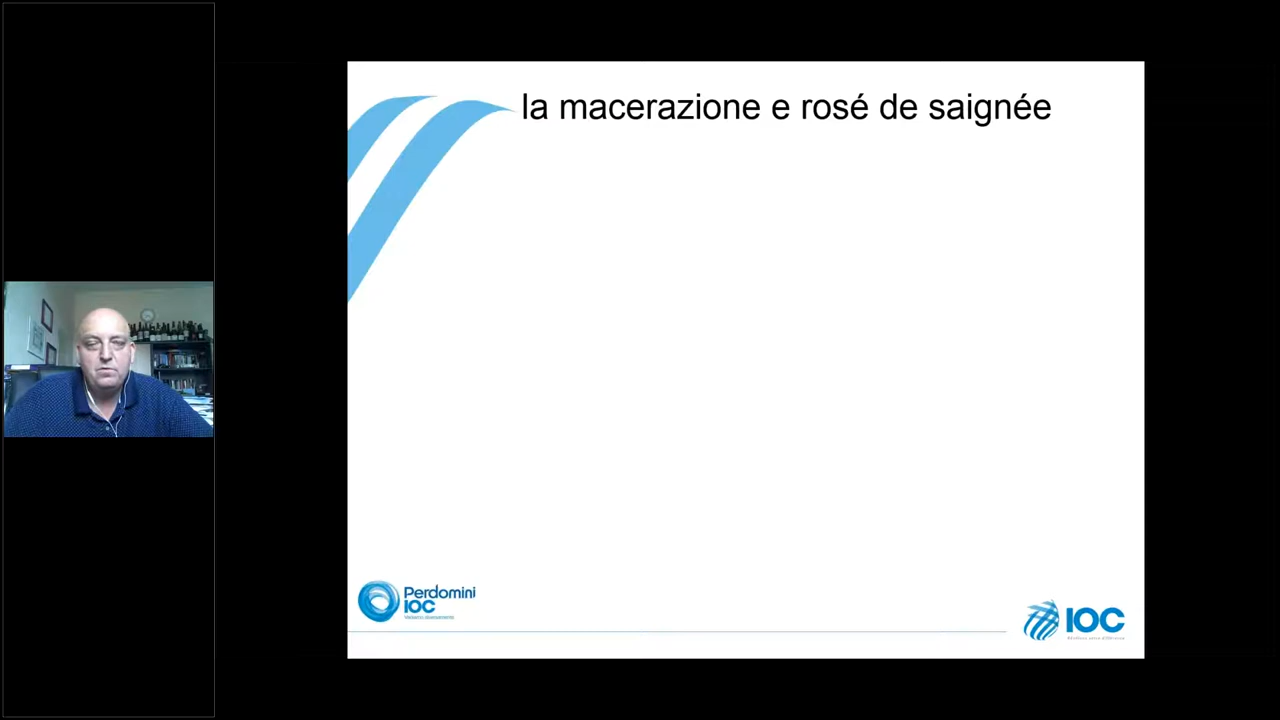 la macerazione e rosé de saignée
Perdomini
IOC
IOC